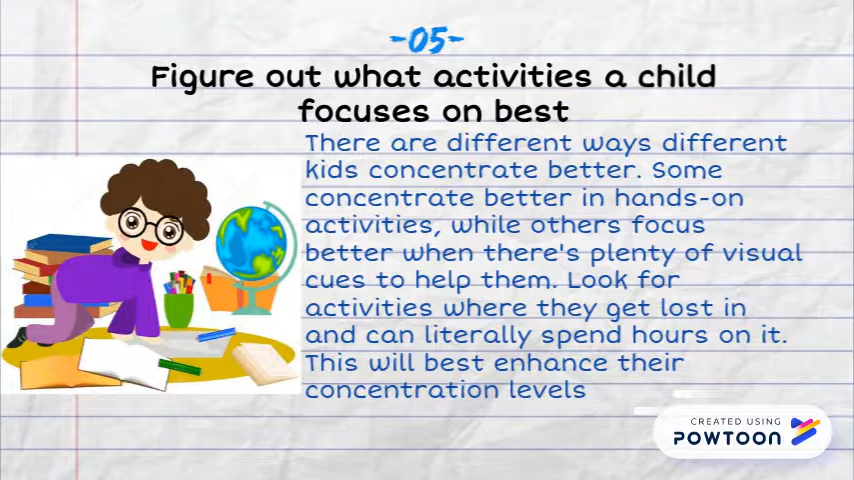 -05-
Figure out what activities a child
focuses on best
There are different ways different
kids concentrate better. Some
concentrate better in hands-on
activities, while others focus
better when there's plenty of visual
cues to help them. Look for
activities where they get lost in
and can literally spend hours on it.
This will best enhance their
concentration levels
CREATED USING
POWTOON